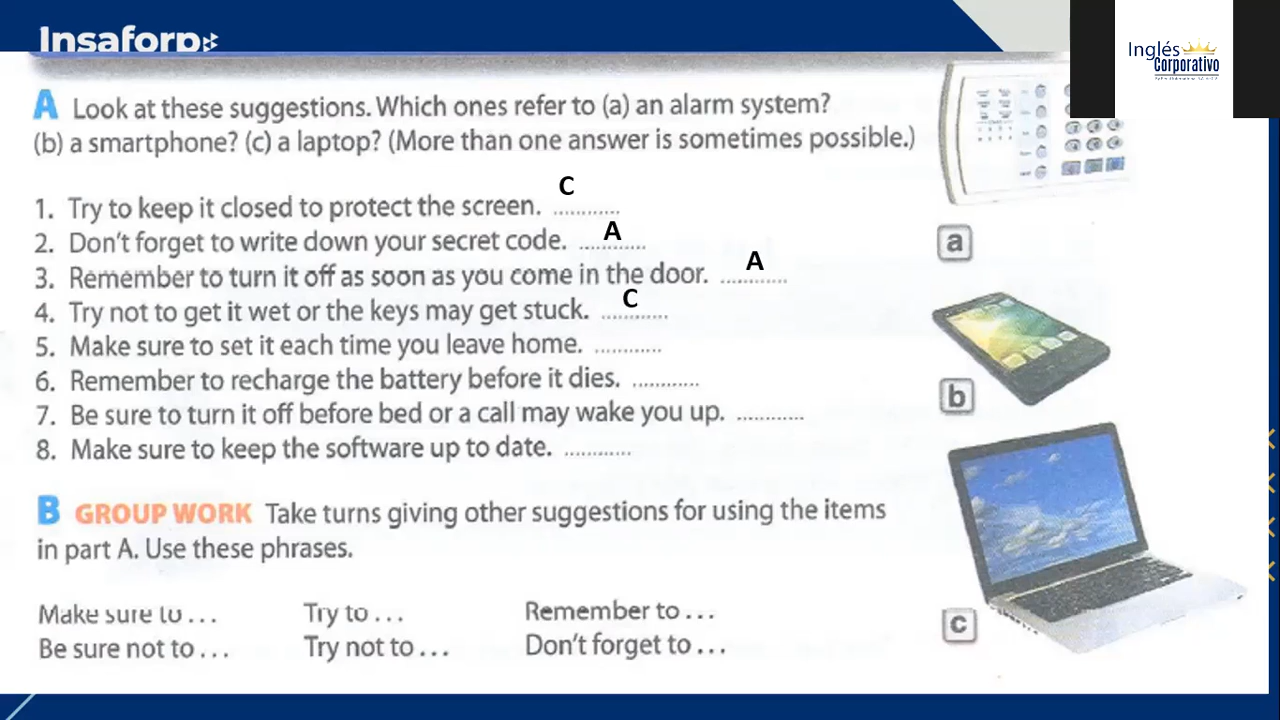 Insaforp
Inglés
Corporativo
A Look at these suggestions. Which ones refer to (a) an alarm system?
(b) a smartphone? (c) a laptop? (More than one answer is sometimes possible.)
1. Try to keep it closed to protect the screen. ............ C
2. Don't forget to write down your secret code. ............ A
3. Remember to turn it off as soon as you come in the door. ............ A
4. Try not to get it wet or the keys may get stuck. ............ C
5. Make sure to set it each time you leave home. ............
6. Remember to recharge the battery before it dies. ............
7. Be sure to turn it off before bed or a call may wake you up. ............
8. Make sure to keep the software up to date. ............
a
b
c
B GROUP WORK Take turns giving other suggestions for using the items
in part A. Use these phrases.
Make sure to . . . Try to . . . Remember to . . .
Be sure not to . . . Try not to . . . Don't forget to . . .